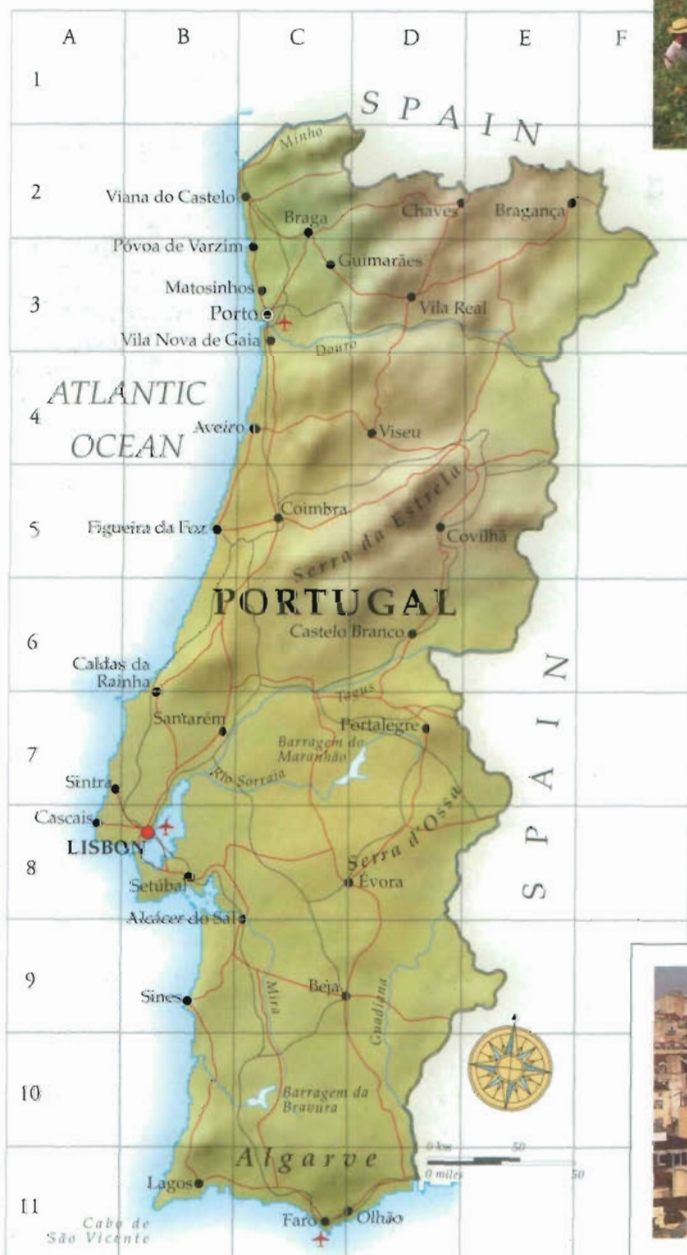 A B C D E F
1
SPAIN
Minho
2
Viana do Castelo
Braga
Chaves
Bragança
Póvoa de Varzim
Guimarães
Matosinhos
3
Porto
Vila Real
Vila Nova de Gaia
Douro
ATLANTIC
OCEAN
4
Aveiro
Viseu
Serra da Estrela
5
Coimbra
Figueira da Foz
Covilhã
PORTUGAL
6
Castelo Branco
Caldas da
Rainha
Tagus
SPAIN
Santarém
Portalegre
7
Barragem do
Maranhão
Rio Sorraia
Sintra
Cascais
LISBON
Serra d'Ossa
8
Setúbal
Évora
Alcácer do Sal
9
Sines
Beja
Mira
Guadiana
10
Barragem da
Bravura
0 km 50
0 miles 50
Algarve
Lagos
11
Faro
Olhão
Cabo de
São Vicente